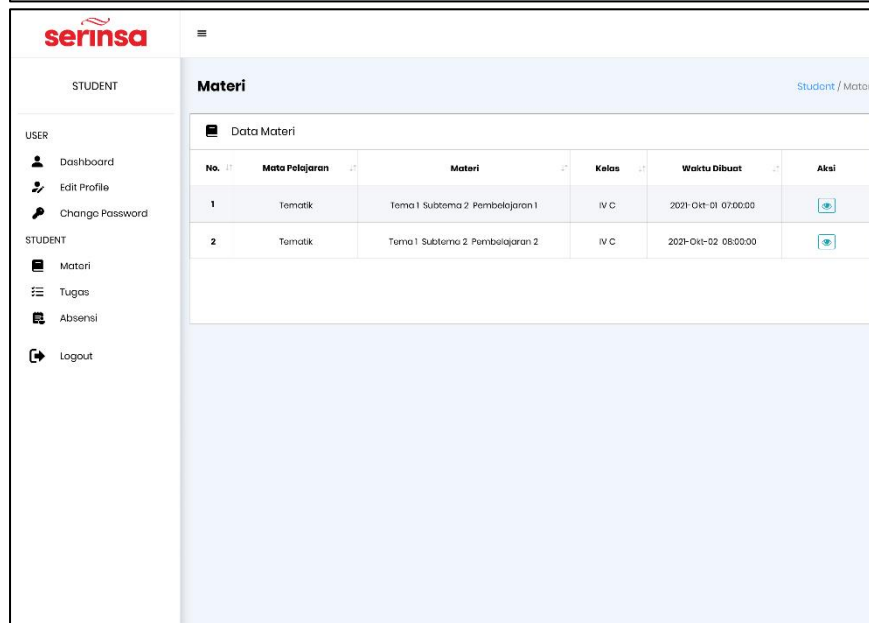 serinsa
STUDENT
USER
Dashboard
Edit Profile
Change Password
STUDENT
Materi
Tugas
Absensi
Logout
Materi
Student / Mater
Data Materi
No. Mata Pelajaran Materi Kelas Waktu Dibuat Aksi
1 Tematik Tema 1 Subtema 2 Pembelajaran 1 IV C 2021-Okt-01 07:00:00
2 Tematik Tema 1 Subtema 2 Pembelajaran 2 IV C 2021-Okt-02 08:00:00